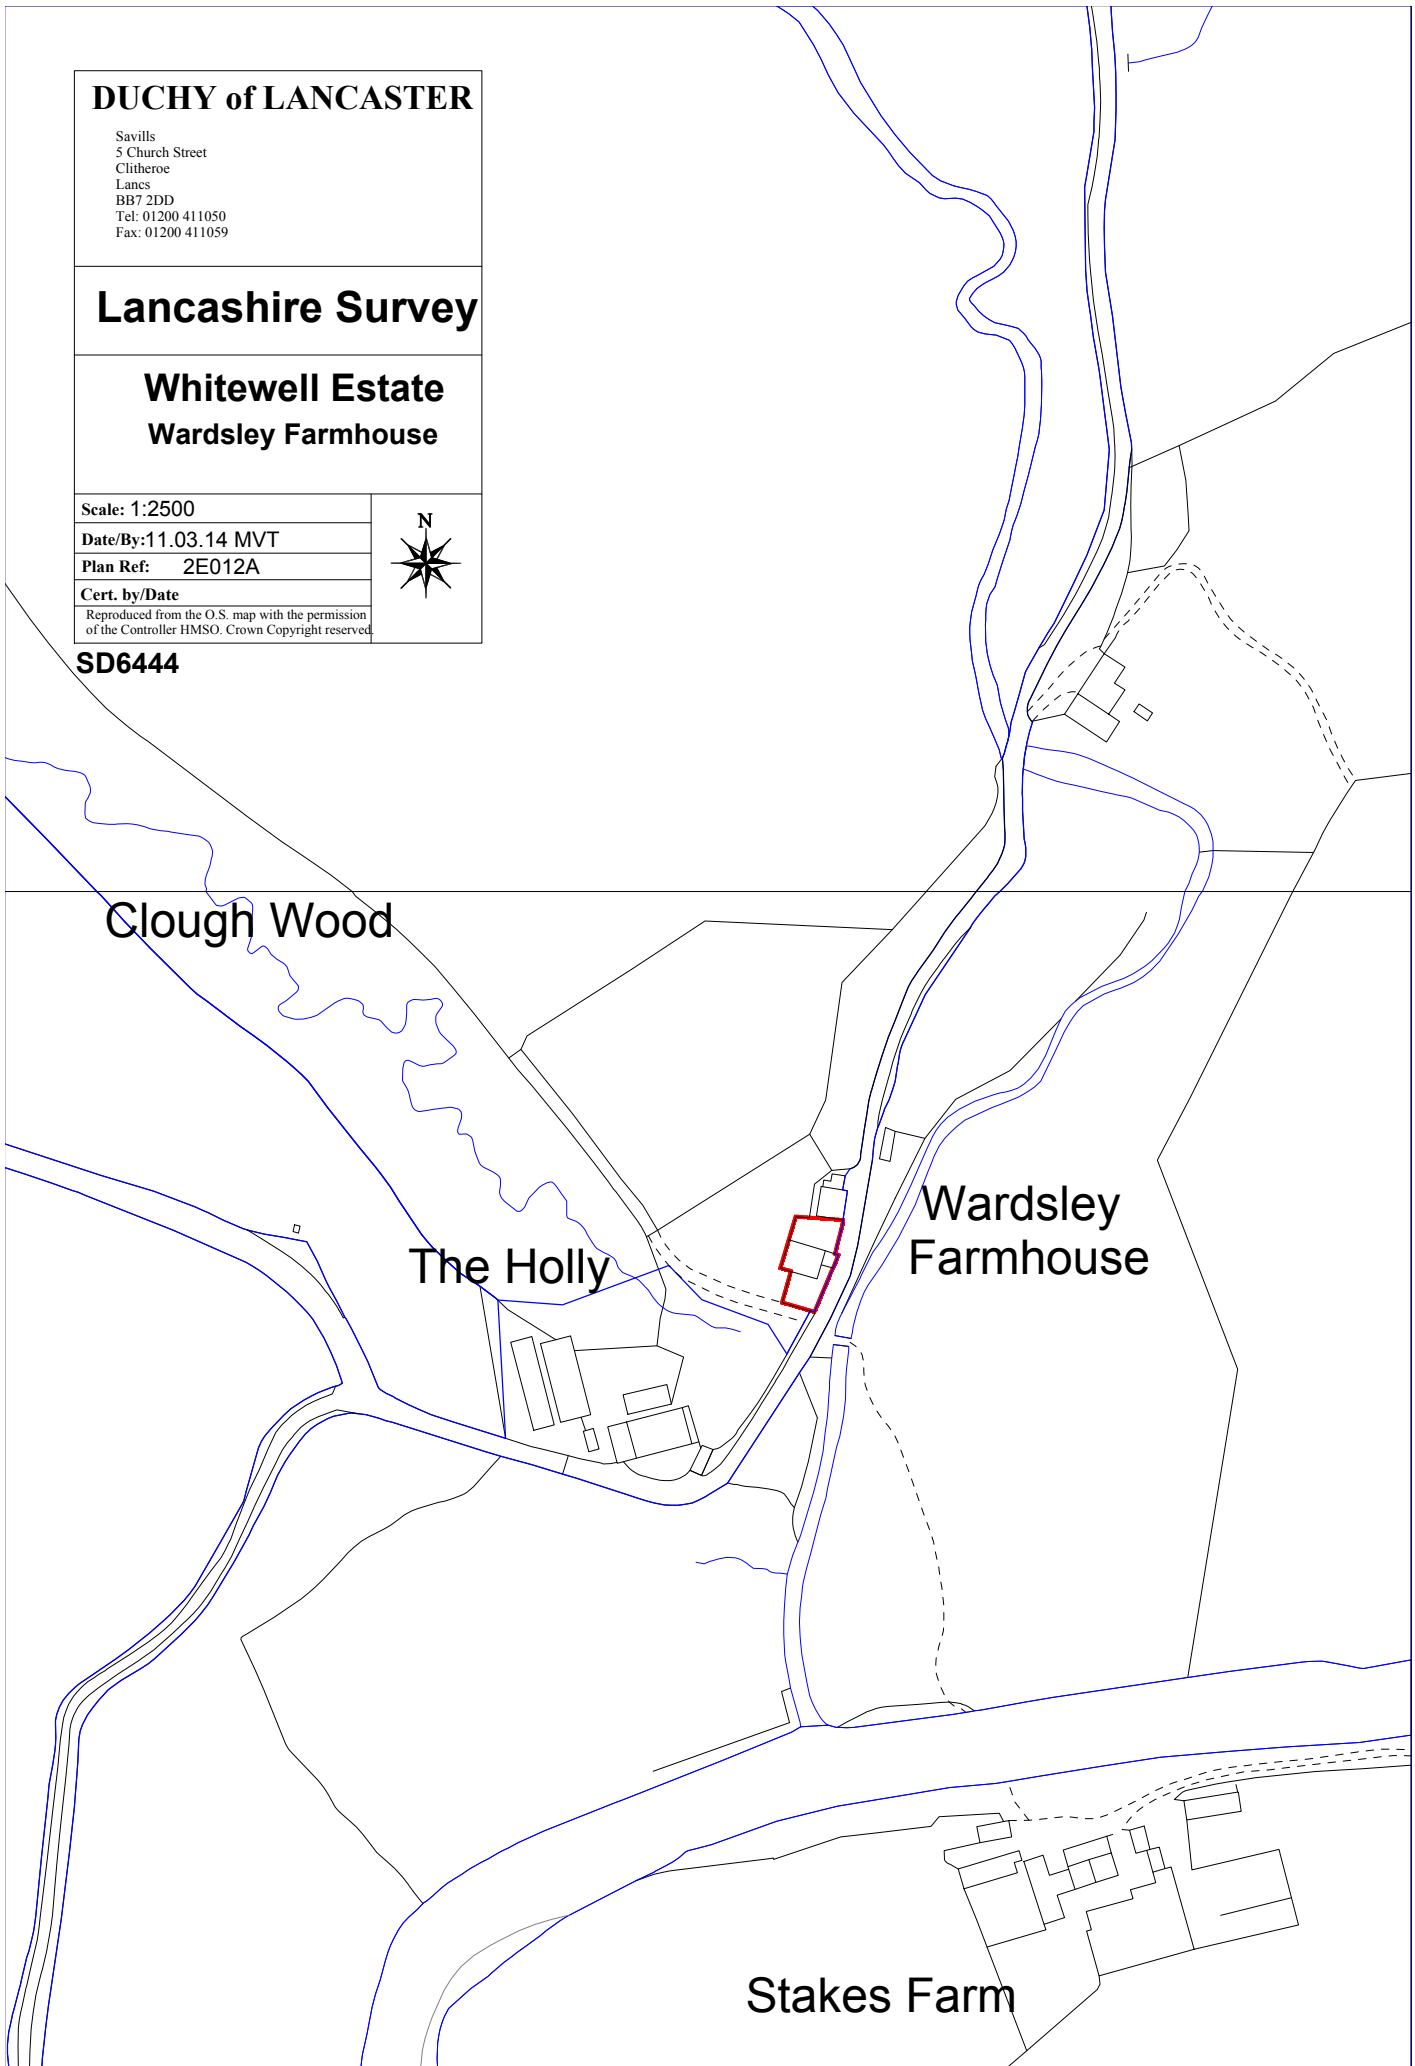 DUCHY of LANCASTER
Savills
5 Church Street
Clitheroe
Lancs
BB7 2DD
Tel: 01200 411050
Fax: 01200 411059
Lancashire Survey
Whitewell Estate
Wardsley Farmhouse
Scale: 1:2500
Date/By:11.03.14 MVT
Plan Ref: 2E012A
Cert. by/Date
Reproduced from the O.S. map with the permission
of the Controller HMSO. Crown Copyright reserved.
N
SD6444
Clough Wood
Wardsley
Farmhouse
The Holly
Stakes Farm